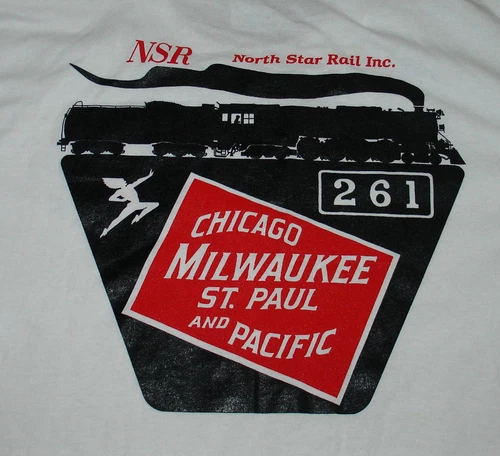 NSR North Star Rail Inc.
261
CHICAGO
MILWAUKEE
ST. PAUL
AND PACIFIC